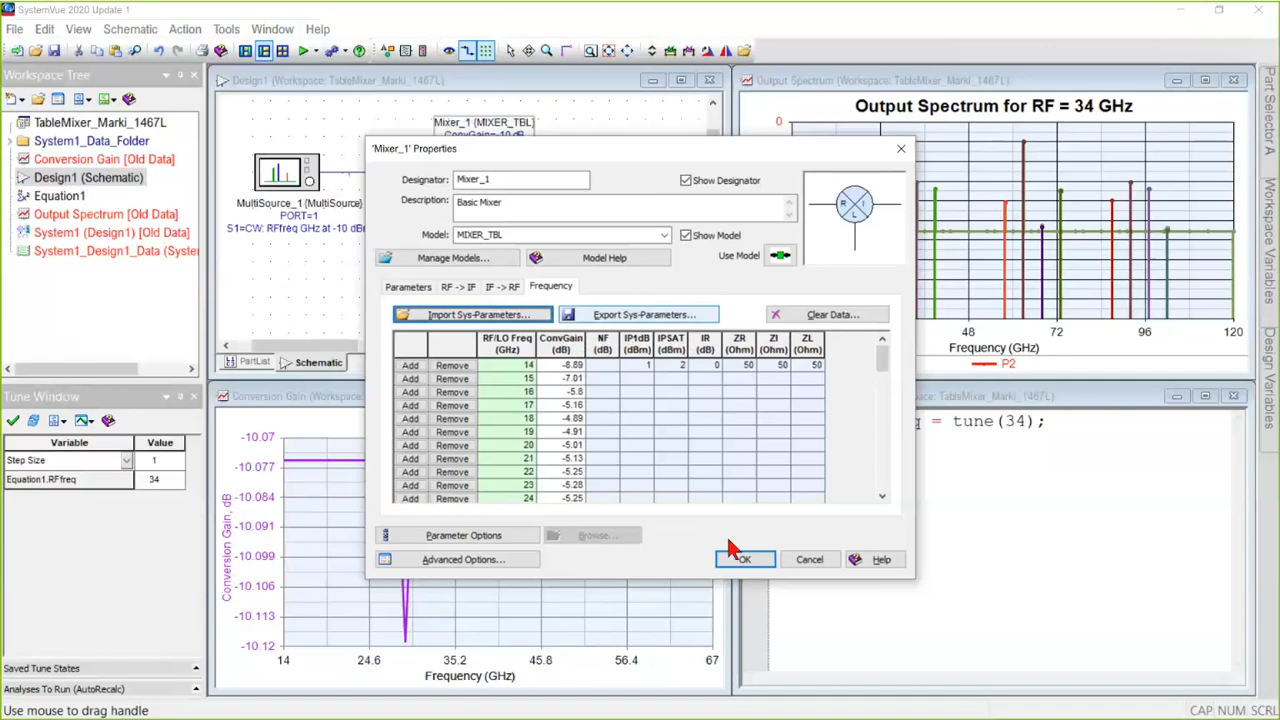 SystemVue 2020 Update 1
File Edit View Schematic Action Tools Window Help
Workspace Tree
TableMixer_Marki_1467L
System1_Data_Folder
Conversion Gain [Old Data]
Design1 (Schematic)
Equation1
Output Spectrum [Old Data]
System1 (Design1) [Old Data]
System1_Design1_Data (Syste
Tune Window
Variable Value
Step Size 1
Equation1.RFfreq 34
Saved Tune States
Analyses To Run (AutoRecalc)
Use mouse to drag handle
CAP NUM SCRL
Design1 (Workspace: TableMixer_Marki_1467L)
Mixer_1 (MIXER_TBL)
ConvGain=-10 dB
MultiSource_1 (MultiSource)
PORT=1
S1=CW: RFfreq GHz at -10 dBm
PartList Schematic
Conversion Gain (Workspace:
-10.07
-10.077
-10.084
-10.091
-10.099
-10.106
-10.113
-10.12
Conversion Gain, dB
14 24.6 35.2 45.8 56.4 67
Frequency (GHz)
Output Spectrum (Workspace: TableMixer_Marki_1467L)
Output Spectrum for RF = 34 GHz
0
48 72 96 120
Frequency (GHz)
P2
TableMixer_Marki_1467L)
q = tune(34);
Part Selector A
Workspace Variables
Design Variables
'Mixer_1' Properties
Designator: Mixer_1 Show Designator
Description: Basic Mixer
Model: MIXER_TBL Show Model
Manage Models... Model Help Use Model
R I L
Parameters RF -> IF IF -> RF Frequency
Import Sys-Parameters... Export Sys-Parameters... Clear Data...
RF/LO Freq (GHz) ConvGain (dB) NF (dB) IP1dB (dBm) IPSAT (dBm) IR (dB) ZR (Ohm) ZI (Ohm) ZL (Ohm)
Add Remove 14 -8.89 1 2 0 50 50 50
Add Remove 15 -7.01
Add Remove 16 -5.8
Add Remove 17 -5.16
Add Remove 18 -4.89
Add Remove 19 -4.91
Add Remove 20 -5.01
Add Remove 21 -5.13
Add Remove 22 -5.25
Add Remove 23 -5.28
Add Remove 24 -5.25
Parameter Options Browse...
Advanced Options... OK Cancel Help